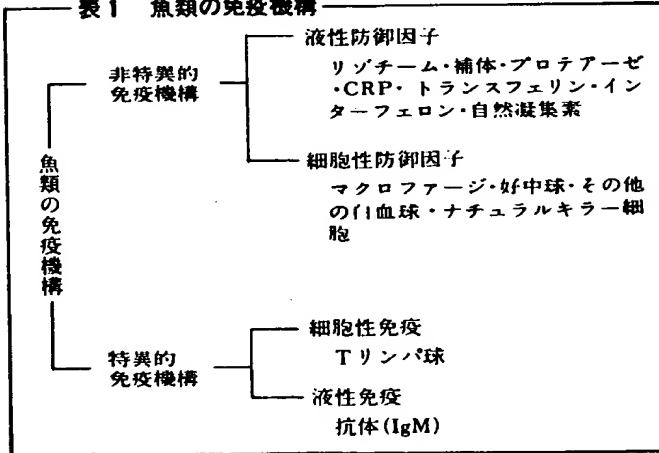 表1 魚類の免疫機構
液性防御因子
リゾチーム・補体・プロテアーゼ
・CRP・トランスフェリン・イン
ターフェロン・自然凝集素
非特異的
免疫機構
細胞性防御因子
マクロファージ・好中球・その他
の白血球・ナチュラルキラー細
胞
魚類の免疫機構
細胞性免疫
Tリンパ球
特異的
免疫機構
液性免疫
抗体(IgM)